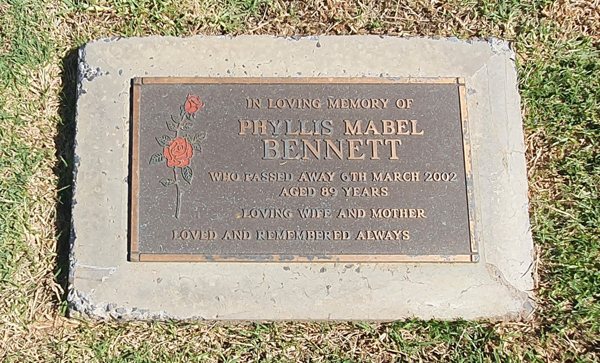 IN LOVING MEMORY OF
PHYLLIS MABEL
BENNETT
WHO PASSED AWAY 6TH MARCH 2002
AGED 89 YEARS
LOVING WIFE AND MOTHER
LOVED AND REMEMBERED ALWAYS